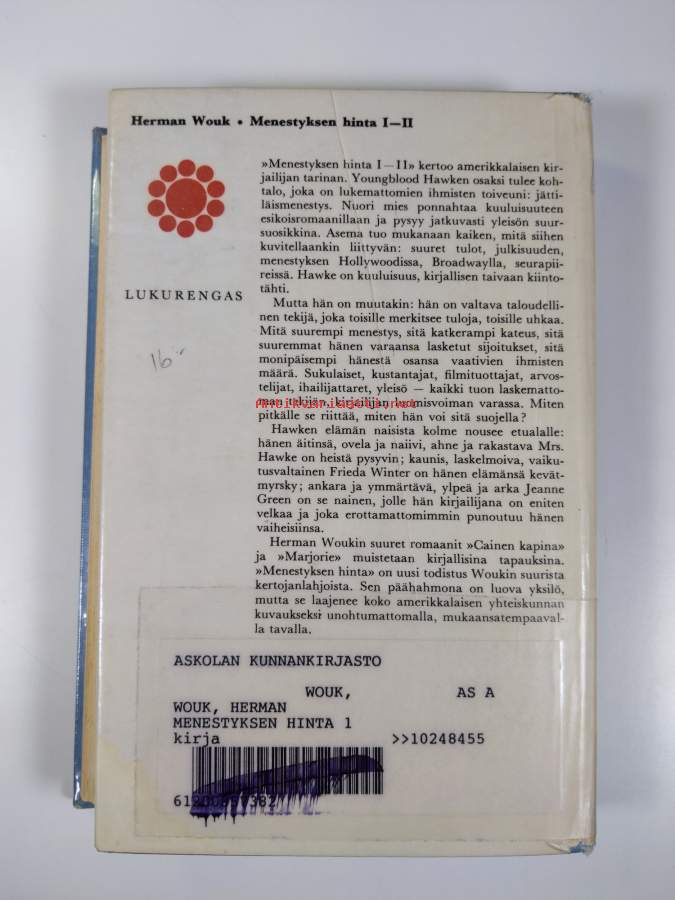 Herman Wouk • Menestyksen hinta I—II
»Menestyksen hinta I—II» kertoo amerikkalaisen kir-
jailijan tarinan. Youngblood Hawken osaksi tulee koh-
talo, joka on lukemattomien ihmisten toiveuni: jätti-
läismenestys. Nuori mies ponnahtaa kuuluisuuteen
esikoisromaanillaan ja pysyy jatkuvasti yleisön suur-
suosikkina. Asema tuo mukanaan kaiken, mitä siihen
kuvitellaankin liittyvän: suuret tulot, julkisuuden,
menestyksen Hollywoodissa, Broadwaylla, seurapii-
reissä. Hawke on kuuluisuus, kirjallisen taivaan kiinto-
tähti.
Mutta hän on muutakin: hän on valtava taloudelli-
nen tekijä, joka toisille merkitsee tuloja, toisille uhkaa.
Mitä suurempi menestys, sitä katkerampi kateus, sitä
suuremmat hänen varaansa lasketut sijoitukset, sitä
monipäisempi hänestä osansa vaativien ihmisten
määrä. Sukulaiset, kustantajat, filmituottajat, arvos-
telijat, ihailijattaret, yleisö — kaikki tuon laskematto-
man tekijän, kirjailijan luomisvoiman varassa. Miten
pitkälle se riittää, miten hän voi sitä suojella?
Hawken elämän naisista kolme nousee etualalle:
hänen äitinsä, ovela ja naiivi, ahne ja rakastava Mrs.
Hawke on heistä pysyvin; kaunis, laskelmoiva, vaiku-
tusvaltainen Frieda Winter on hänen elämänsä kevät-
myrsky; ankara ja ymmärtävä, ylpeä ja arka Jeanne
Green on se nainen, jolle hän kirjailijana on eniten
velkaa ja joka erottamattomimmin punoutuu hänen
vaiheisiinsa.
Herman Woukin suuret romaanit »Cainen kapina»
ja »Marjorie» muistetaan kirjallisina tapauksina.
»Menestyksen hinta» on uusi todistus Woukin suurista
kertojanlahjoista. Sen päähahmona on luova yksilö,
mutta se laajenee koko amerikkalaisen yhteiskunnan
kuvaukseksi unohtumattomalla, mukaansatempaaval-
la tavalla.
LUKURENGAS
16
Antikvariaatti.net
ASKOLAN KUNNANKIRJASTO
WOUK, AS A
WOUK, HERMAN
MENESTYKSEN HINTA 1
kirja >>10248455